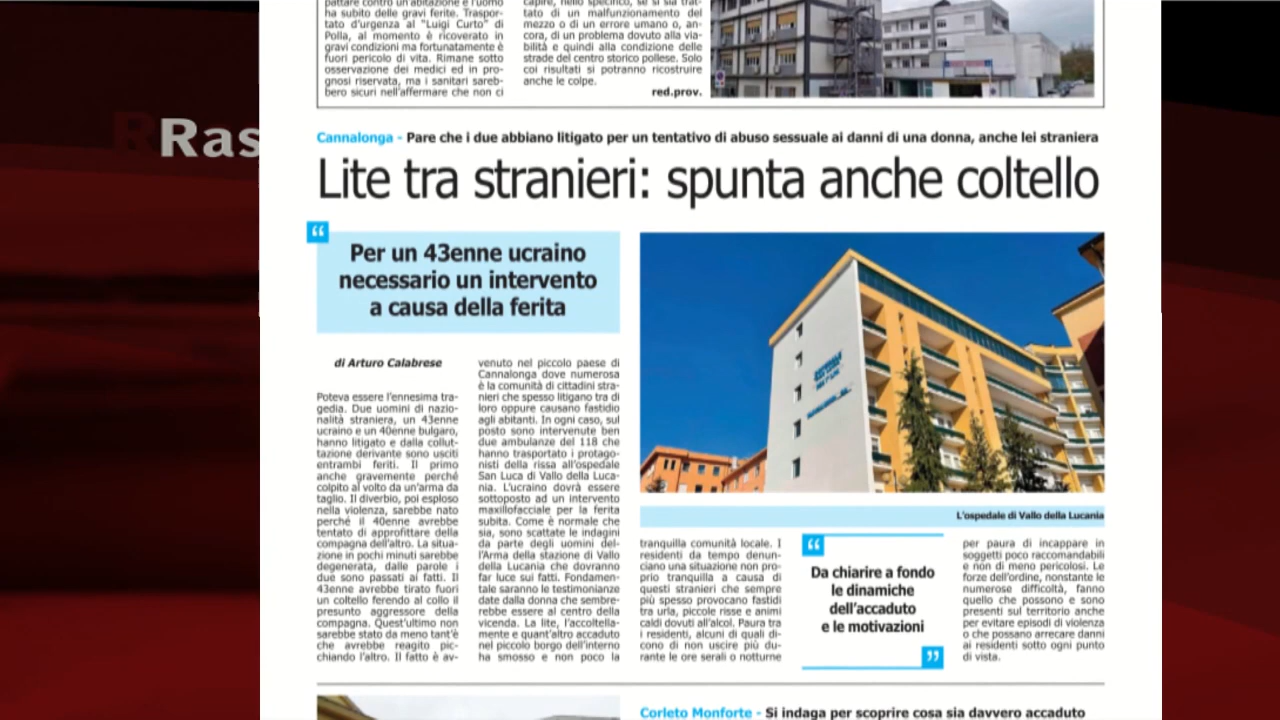 pattare contro un'abitazione e l'uomo
ha subito delle gravi ferite. Traspor-
tato d'urgenza al "Luigi Curto" di
Polla, al momento è ricoverato in
gravi condizioni ma fortunatamente è
fuori pericolo di vita. Rimane sotto
osservazione dei medici ed in pro-
gnosi riservata, ma i sanitari sareb-
bero sicuri nell'affermare che non ci
capire, nello specifico, se si sia trat-
tato di un malfunzionamento del
mezzo o di un errore umano o, an-
cora, di un problema dovuto alla via-
bilità e quindi alla condizione delle
strade del centro storico pollese. Solo
coi risultati si potranno ricostruire
anche le colpe.
red.prov.
Ras
Cannalonga - Pare che i due abbiano litigato per un tentativo di abuso sessuale ai danni di una donna, anche lei straniera
Lite tra stranieri: spunta anche coltello
“
Per un 43enne ucraino
necessario un intervento
a causa della ferita
di Arturo Calabrese
Poteva essere l'ennesima tra-
gedia. Due uomini di nazio-
nalità straniera, un 43enne
ucraino e un 40enne bulgaro,
hanno litigato e dalla collut-
tazione derivante sono usciti
entrambi feriti. Il primo
anche gravemente perché
colpito al volto da un'arma da
taglio. Il diverbio, poi esploso
nella violenza, sarebbe nato
perché il 40enne avrebbe
tentato di approfittare della
compagna dell'altro. La situa-
zione in pochi minuti sarebbe
degenerata, dalle parole i
due sono passati ai fatti. Il
43enne avrebbe tirato fuori
un coltello ferendo al collo il
presunto aggressore della
compagna. Quest'ultimo non
sarebbe stato da meno tant'è
che avrebbe reagito pic-
chiando l'altro. Il fatto è av-
venuto nel piccolo paese di
Cannalonga dove numerosa
è la comunità di cittadini stra-
nieri che spesso litigano tra di
loro oppure causano fastidio
agli abitanti. In ogni caso, sul
posto sono intervenute ben
due ambulanze del 118 che
hanno trasportato i protago-
nisti della rissa all'ospedale
San Luca di Vallo della Luca-
nia. L'ucraino dovrà essere
sottoposto ad un intervento
maxillofacciale per la ferita
subita. Come è normale che
sia, sono scattate le indagini
da parte degli uomini del-
l'Arma della stazione di Vallo
della Lucania che dovranno
far luce sui fatti. Fondamen-
tale saranno le testimonianze
date dalla donna che sembre-
rebbe essere al centro della
vicenda. La lite, l'accoltella-
mente e quant'altro accaduto
nel piccolo borgo dell'interno
ha smosso e non poco la
L'ospedale di Vallo della Lucania
tranquilla comunità locale. I
residenti da tempo denun-
ciano una situazione non pro-
prio tranquilla a causa di
questi stranieri che sempre
più spesso provocano fastidi
tra urla, piccole risse e animi
caldi dovuti all'alcol. Paura tra
i residenti, alcuni di quali di-
cono di non uscire più du-
rante le ore serali o notturne
“
Da chiarire a fondo
le dinamiche
dell'accaduto
e le motivazioni
”
per paura di incappare in
soggetti poco raccomandabili
e non di meno pericolosi. Le
forze dell'ordine, nonstante le
numerose difficoltà, fanno
quello che possono e sono
presenti sul territorio anche
per evitare episodi di violenza
o che possano arrecare danni
ai residenti sotto ogni punto
di vista.
Corleto Monforte - Si indaga per scoprire cosa sia davvero accaduto